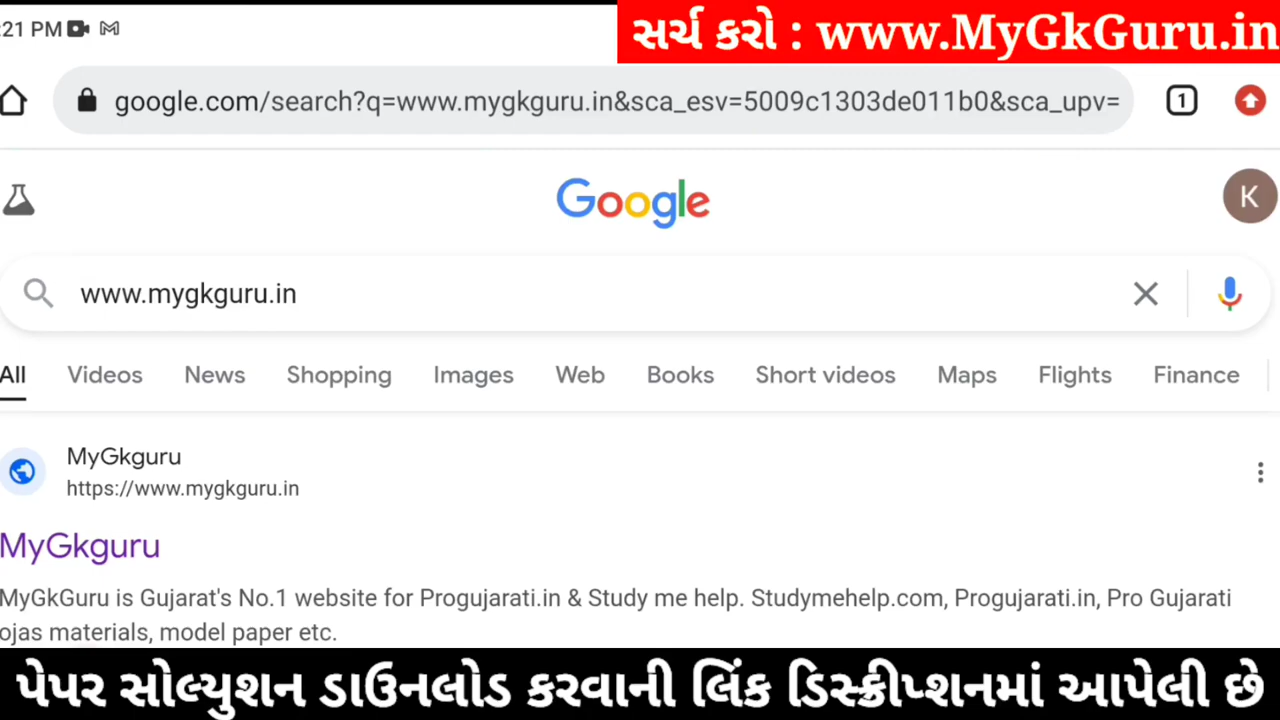 :21 PM
સર્ચ કરો : www.MyGkGuru.in
google.com/search?q=www.mygkguru.in&sca_esv=5009c1303de011b0&sca_upv=
1
Google
K
www.mygkguru.in
All Videos News Shopping Images Web Books Short videos Maps Flights Finance
MyGkguru
https://www.mygkguru.in
MyGkguru
MyGkGuru is Gujarat's No.1 website for Progujarati.in & Study me help. Studymehelp.com, Progujarati.in, Pro Gujarati
ojas materials, model paper etc.
પેપર સોલ્યુશન ડાઉનલોડ કરવાની લિંક ડિસ્ક્રીપ્શનમાં આપેલી છે